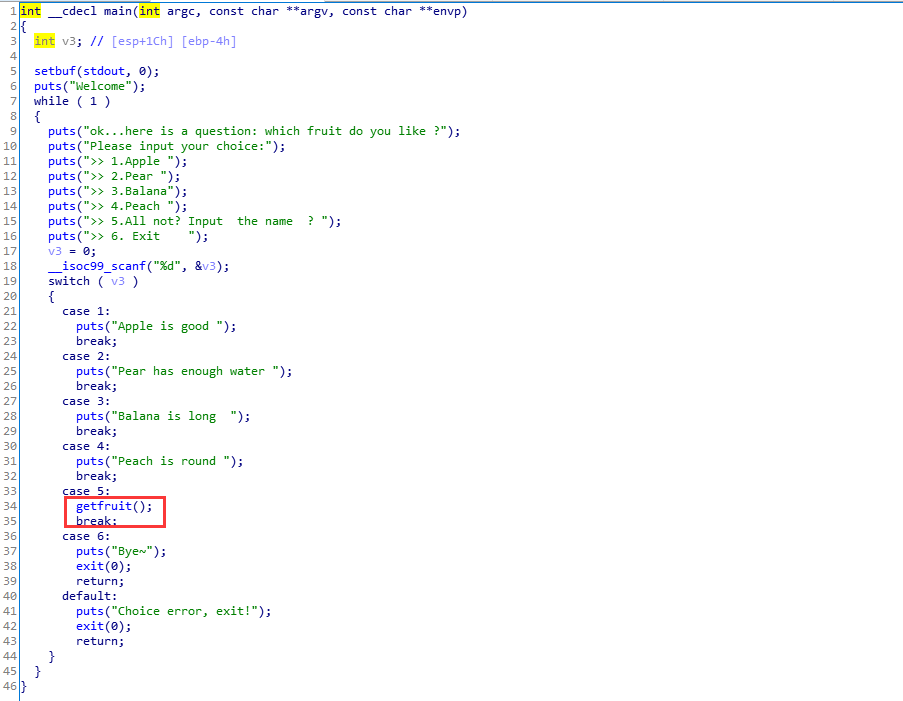 1 int __cdecl main(int argc, const char **argv, const char **envp)
2 {
3   int v3; // [esp+1Ch] [ebp-4h]
4
5   setbuf(stdout, 0);
6   puts("Welcome");
7   while ( 1 )
8   {
9     puts("ok...here is a question: which fruit do you like ?");
10     puts("Please input your choice:");
11     puts(">> 1.Apple ");
12     puts(">> 2.Pear ");
13     puts(">> 3.Balana");
14     puts(">> 4.Peach ");
15     puts(">> 5.All not? Input  the name  ? ");
16     puts(">> 6. Exit    ");
17     v3 = 0;
18     __isoc99_scanf("%d", &v3);
19     switch ( v3 )
20     {
21       case 1:
22         puts("Apple is good ");
23         break;
24       case 2:
25         puts("Pear has enough water ");
26         break;
27       case 3:
28         puts("Balana is long  ");
29         break;
30       case 4:
31         puts("Peach is round ");
32         break;
33       case 5:
34         getfruit();
35         break;
36       case 6:
37         puts("Bye~");
38         exit(0);
39         return;
40       default:
41         puts("Choice error, exit!");
42         exit(0);
43         return;
44     }
45   }
46 }